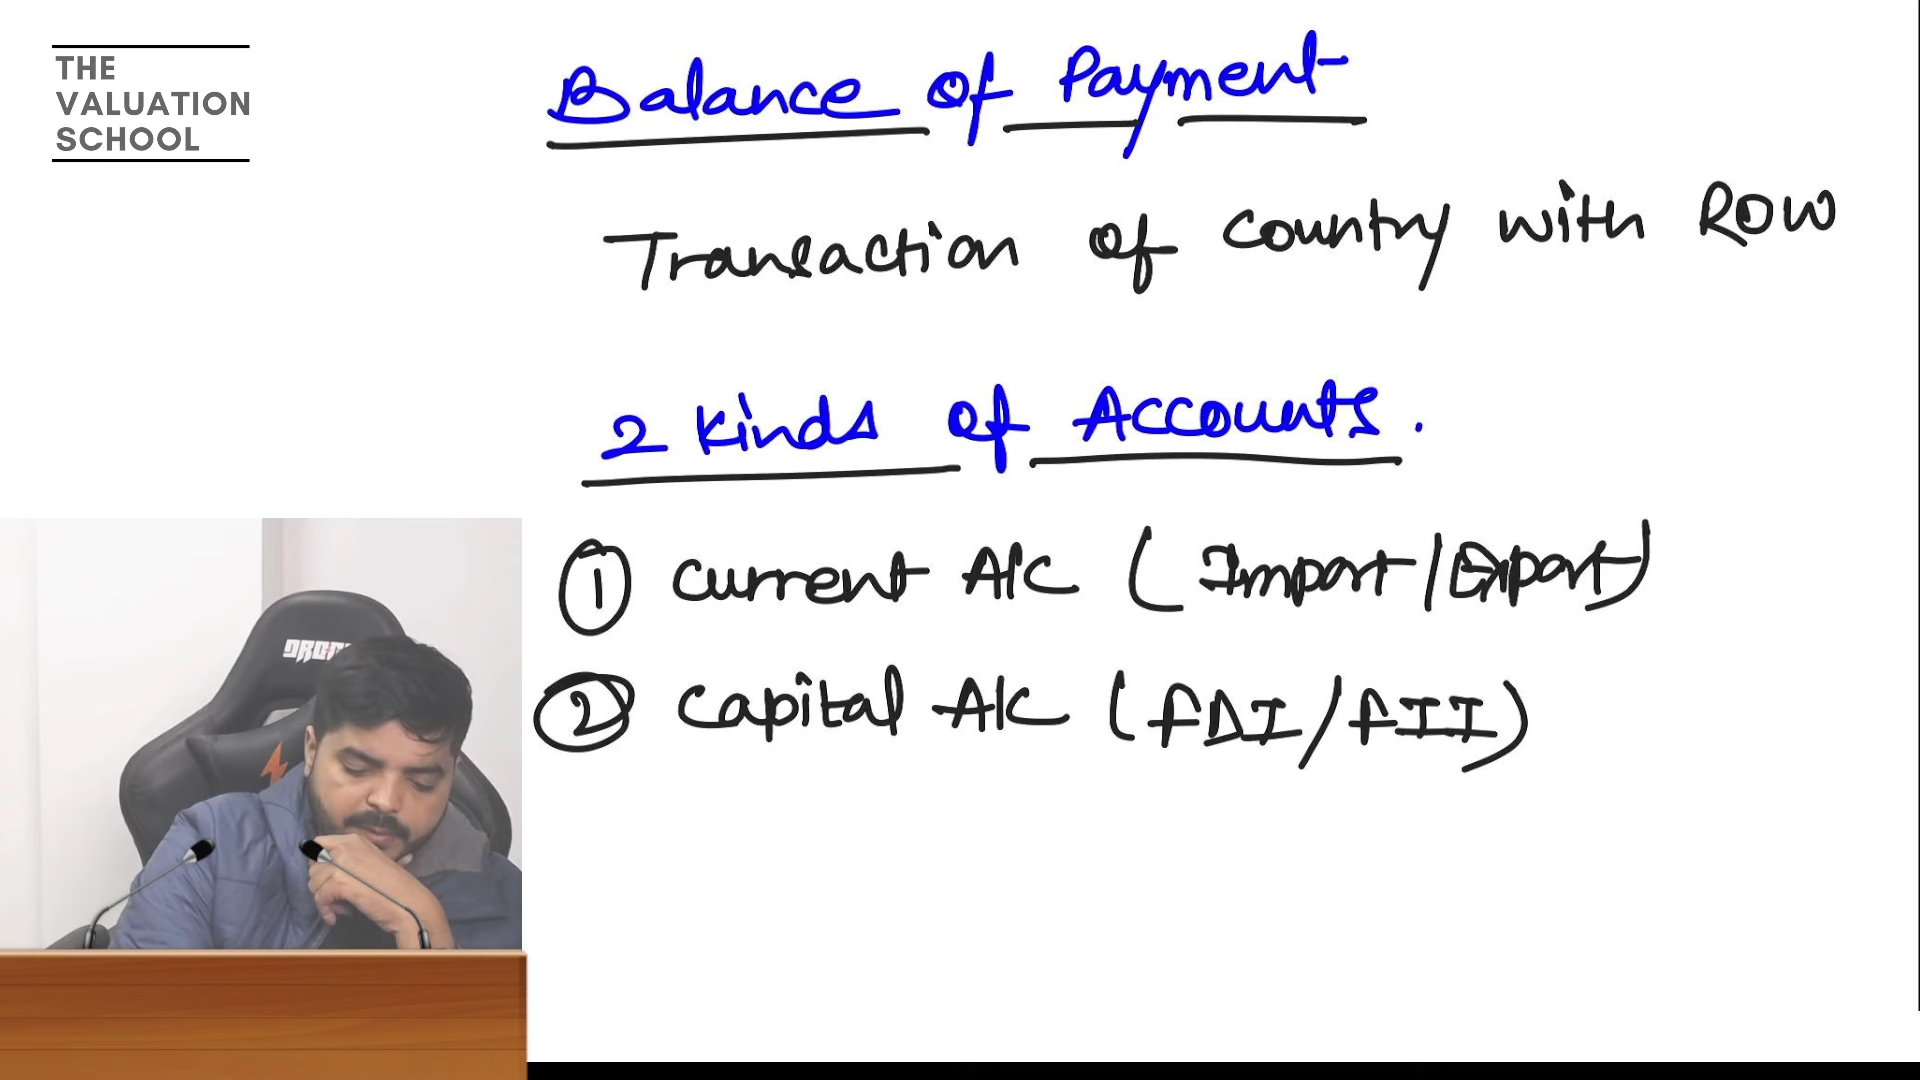 THE
VALUATION
SCHOOL
Balance of Payment
Transaction of country with ROW
2 Kinds of Accounts.
① Current A/C (Import/Export)
② Capital A/C (FDI/FII)